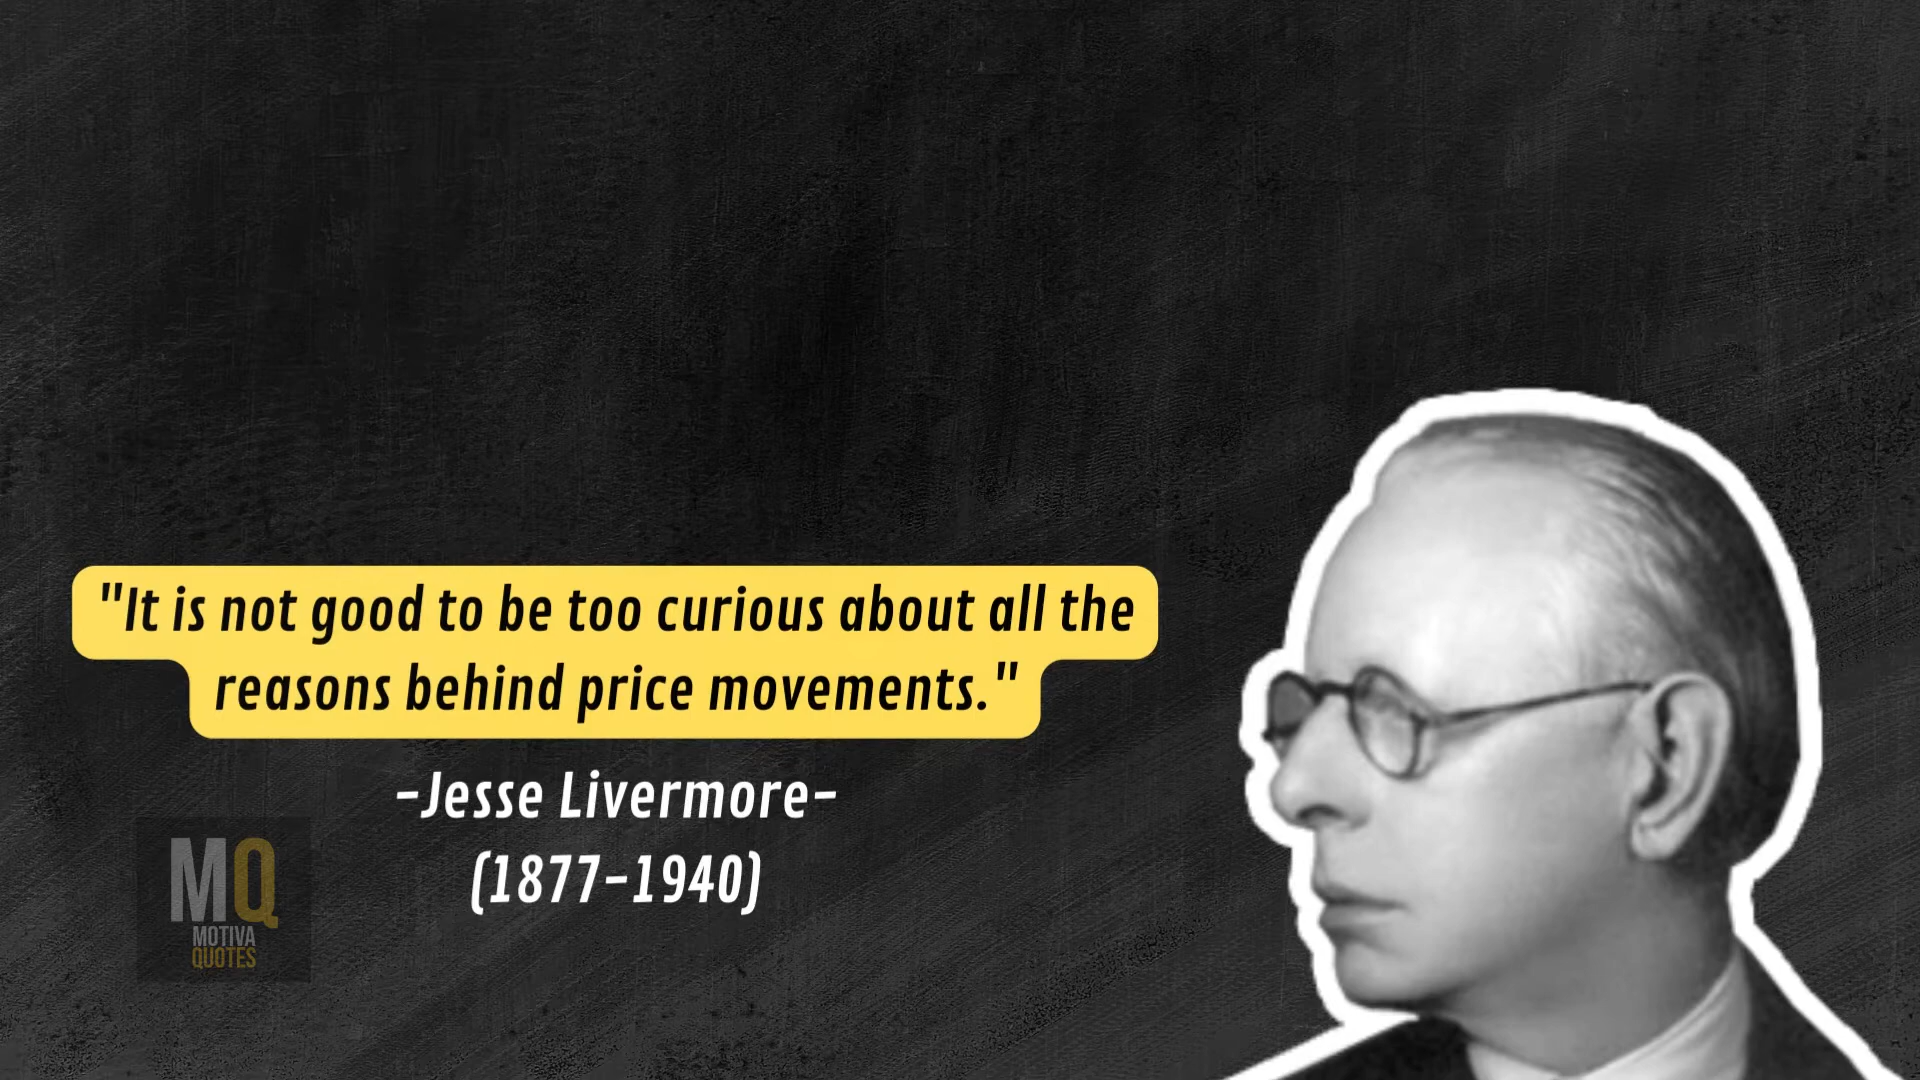 "It is not good to be too curious about all the
reasons behind price movements."
-Jesse Livermore-
(1877-1940)
MQ
MOTIVA
QUOTES